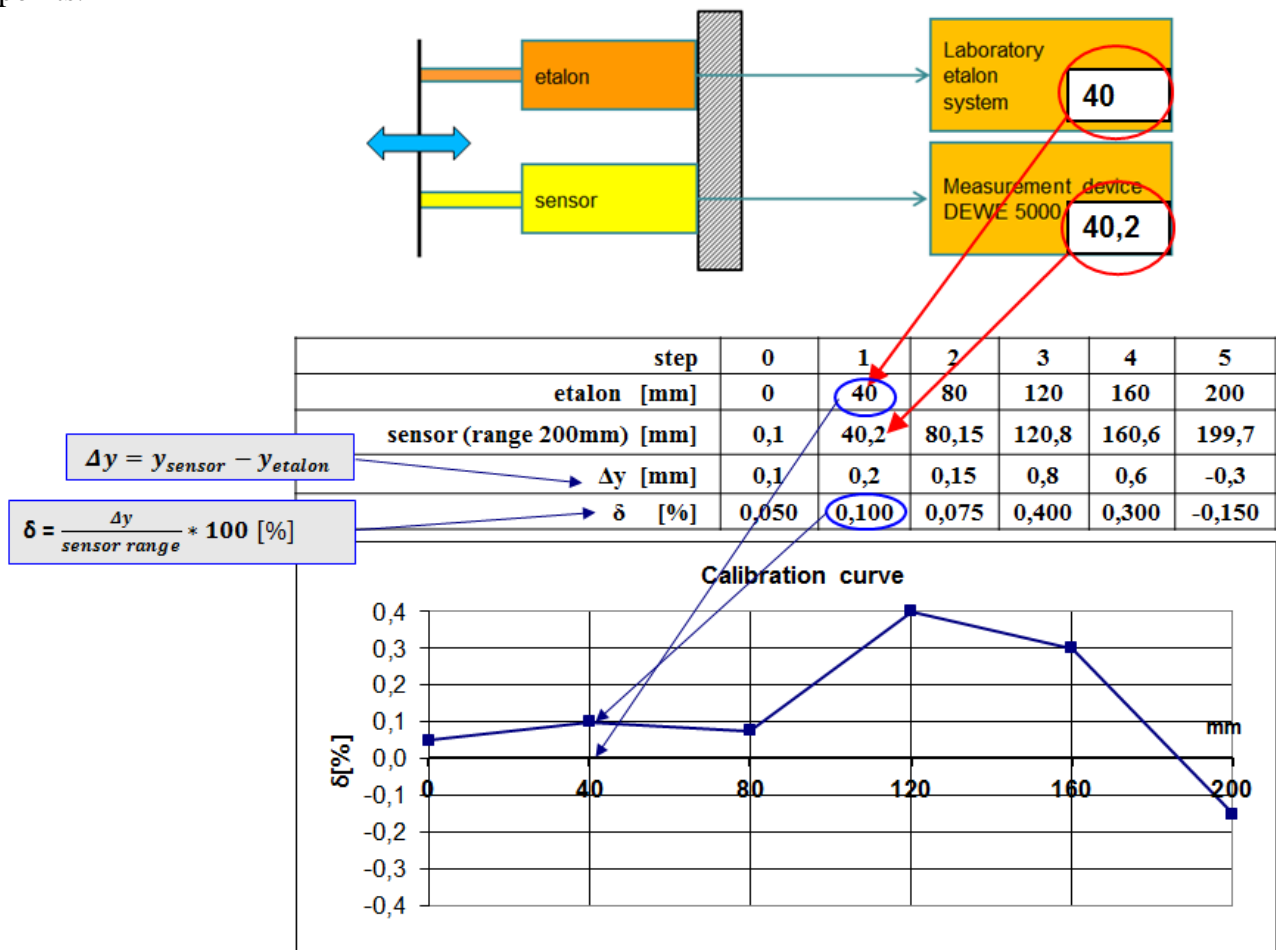 points.
etalon
Laboratory
etalon
system
40
sensor
Measurement device
DEWE 5000
40,2
step 0 1 2 3 4 5
etalon [mm] 0 40 80 120 160 200
sensor (range 200mm) [mm] 0,1 40,2 80,15 120,8 160,6 199,7
Δy [mm] 0,1 0,2 0,15 0,8 0,6 -0,3
δ [%] 0,050 0,100 0,075 0,400 0,300 -0,150
Δy = y_sensor − y_etalon
δ = Δy / sensor range * 100 [%]
Calibration curve
0,4
0,3
0,2
0,1
0,0
-0,1
-0,2
-0,3
-0,4
δ[%]
mm
0 40 80 120 160 200